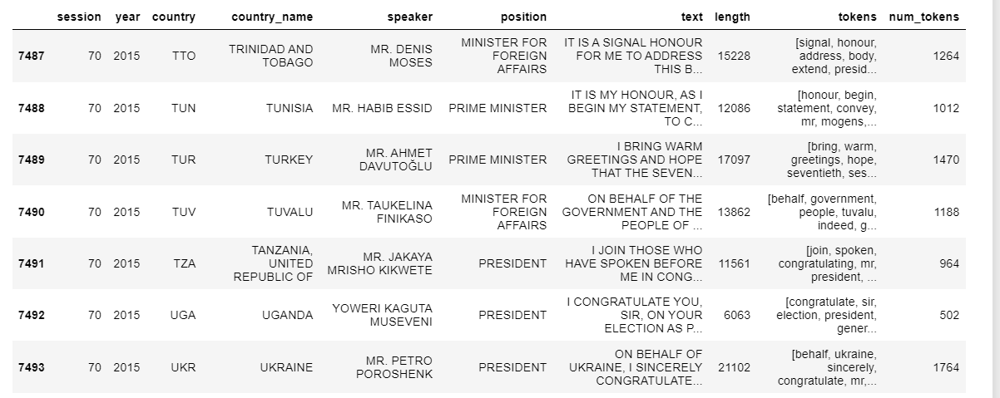 session year country country_name speaker position text length tokens num_tokens
7487 70 2015 TTO TRINIDAD AND TOBAGO MR. DENIS MOSES MINISTER FOR FOREIGN AFFAIRS IT IS A SIGNAL HONOUR FOR ME TO ADDRESS THIS B... 15228 [signal, honour, address, body, extend, presid... 1264
7488 70 2015 TUN TUNISIA MR. HABIB ESSID PRIME MINISTER IT IS MY HONOUR, AS I BEGIN MY STATEMENT, TO C... 12086 [honour, begin, statement, convey, mr, mogens,... 1012
7489 70 2015 TUR TURKEY MR. AHMET DAVUTOĞLU PRIME MINISTER I BRING WARM GREETINGS AND HOPE THAT THE SEVEN... 17097 [bring, warm, greetings, hope, seventieth, ses... 1470
7490 70 2015 TUV TUVALU MR. TAUKELINA FINIKASO MINISTER FOR FOREIGN AFFAIRS ON BEHALF OF THE GOVERNMENT AND THE PEOPLE OF ... 13862 [behalf, government, people, tuvalu, indeed, g... 1188
7491 70 2015 TZA TANZANIA, UNITED REPUBLIC OF MR. JAKAYA MRISHO KIKWETE PRESIDENT I JOIN THOSE WHO HAVE SPOKEN BEFORE ME IN CONG... 11561 [join, spoken, congratulating, mr, president, ... 964
7492 70 2015 UGA UGANDA YOWERI KAGUTA MUSEVENI PRESIDENT I CONGRATULATE YOU, SIR, ON YOUR ELECTION AS P... 6063 [congratulate, sir, election, president, gener... 502
7493 70 2015 UKR UKRAINE MR. PETRO POROSHENK PRESIDENT ON BEHALF OF UKRAINE, I SINCERELY CONGRATULATE... 21102 [behalf, ukraine, sincerely, congratulate, mr,... 1764